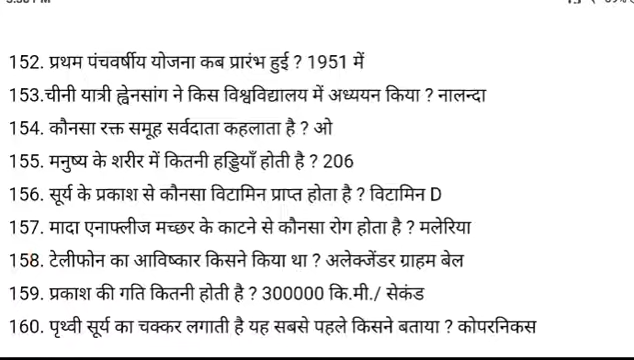 152. प्रथम पंचवर्षीय योजना कब प्रारंभ हुई ? 1951 में
153.चीनी यात्री ह्वेनसांग ने किस विश्वविद्यालय में अध्ययन किया ? नालन्दा
154. कौनसा रक्त समूह सर्वदाता कहलाता है ? ओ
155. मनुष्य के शरीर में कितनी हड्डियाँ होती है ? 206
156. सूर्य के प्रकाश से कौनसा विटामिन प्राप्त होता है ? विटामिन D
157. मादा एनाफ्लीज मच्छर के काटने से कौनसा रोग होता है ? मलेरिया
158. टेलीफोन का आविष्कार किसने किया था ? अलेक्जेंडर ग्राहम बेल
159. प्रकाश की गति कितनी होती है ? 300000 कि.मी./ सेकंड
160. पृथ्वी सूर्य का चक्कर लगाती है यह सबसे पहले किसने बताया ? कोपरनिकस